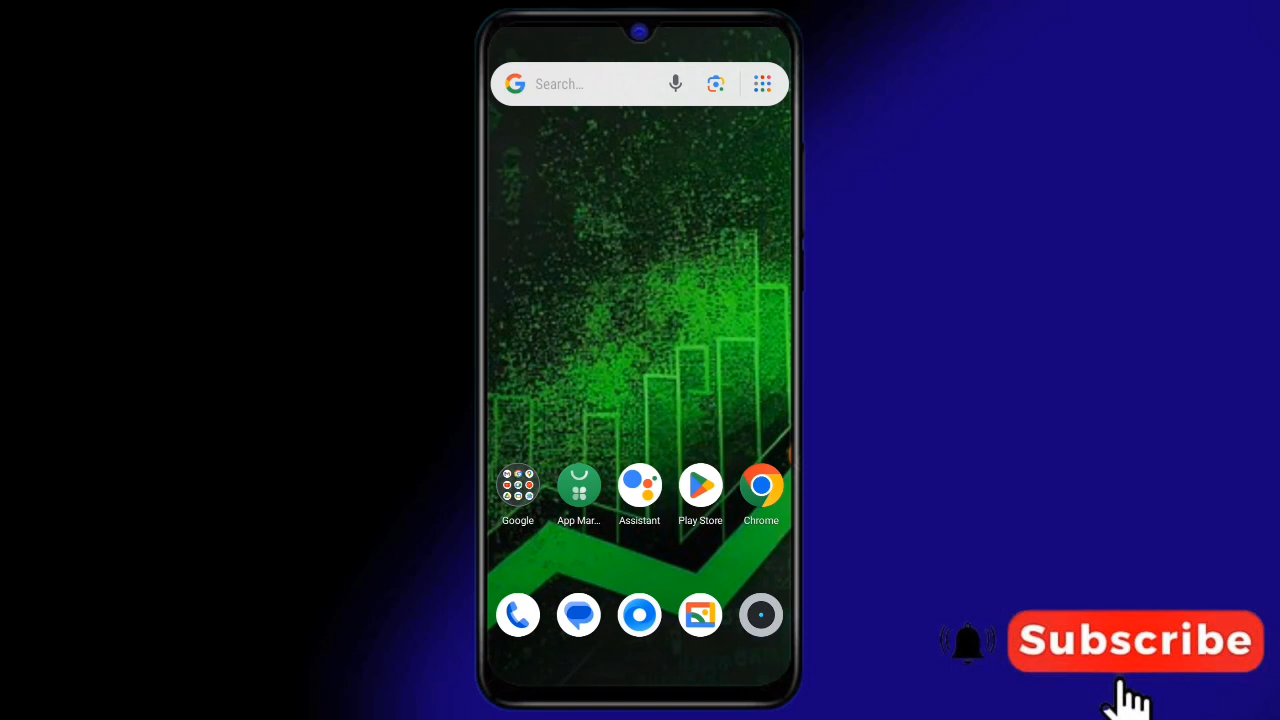 Search...
Google
App Mar...
Assistant
Play Store
Chrome
Subscribe